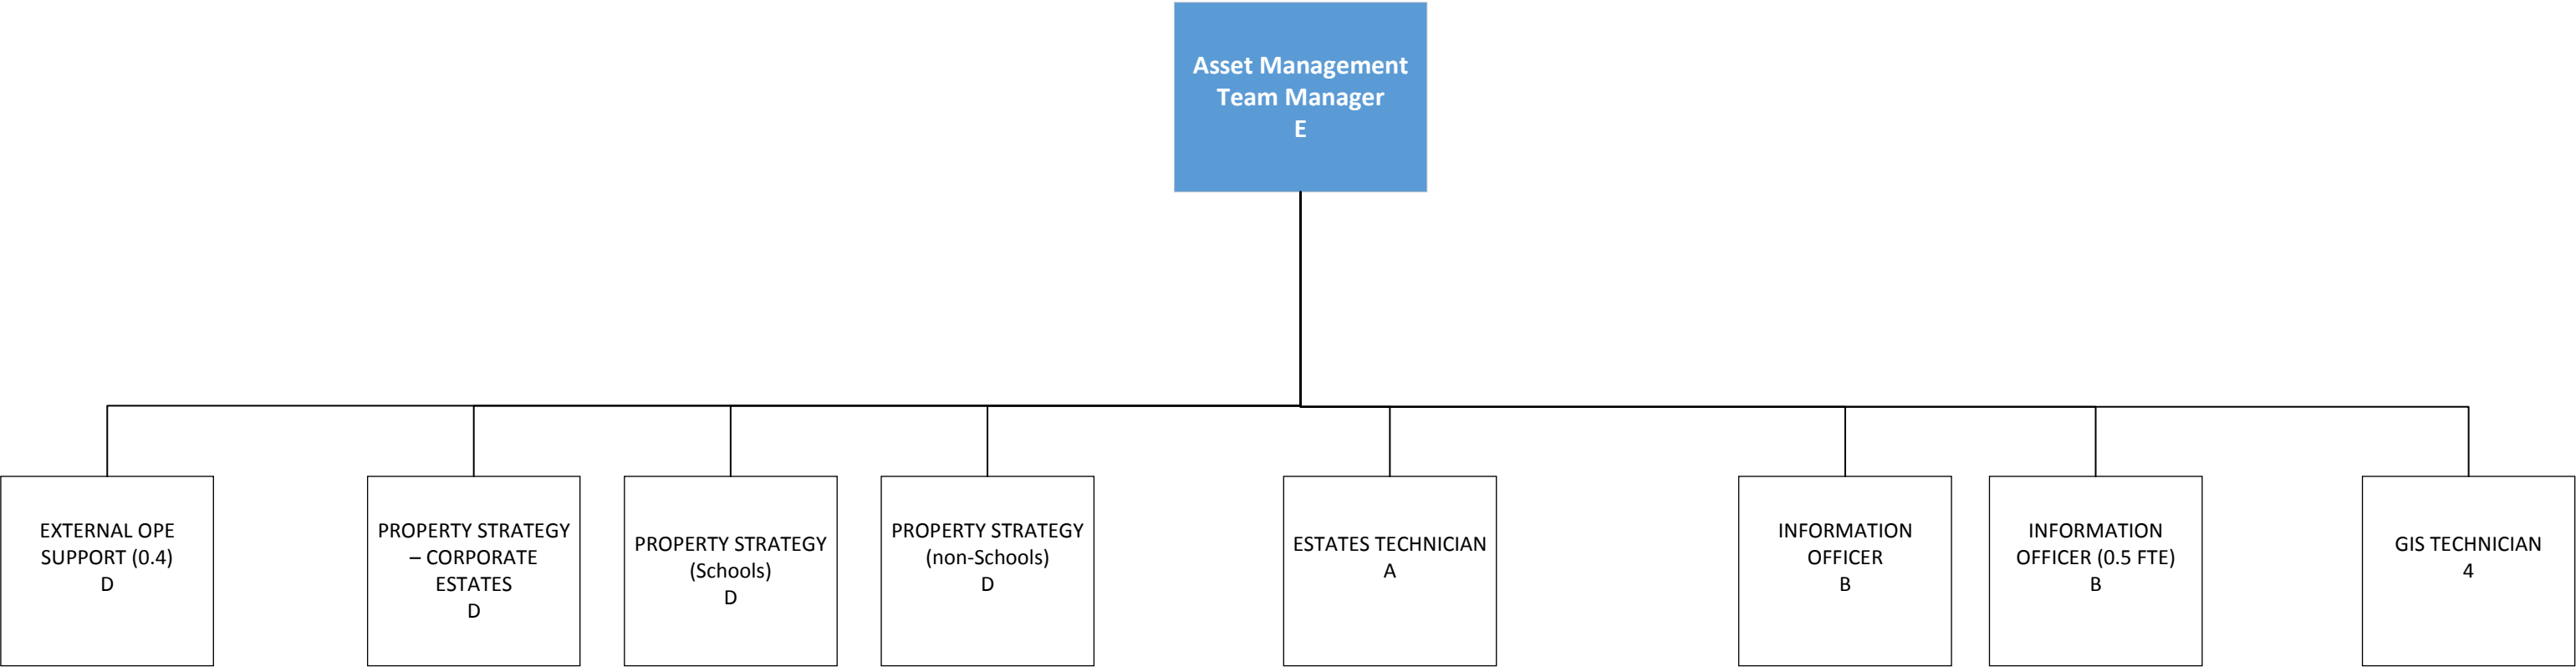 Asset Management
Team Manager
E
EXTERNAL OPE
SUPPORT (0.4)
D
PROPERTY STRATEGY
– CORPORATE
ESTATES
D
PROPERTY STRATEGY
(Schools)
D
PROPERTY STRATEGY
(non-Schools)
D
ESTATES TECHNICIAN
A
INFORMATION
OFFICER
B
INFORMATION
OFFICER (0.5 FTE)
B
GIS TECHNICIAN
4